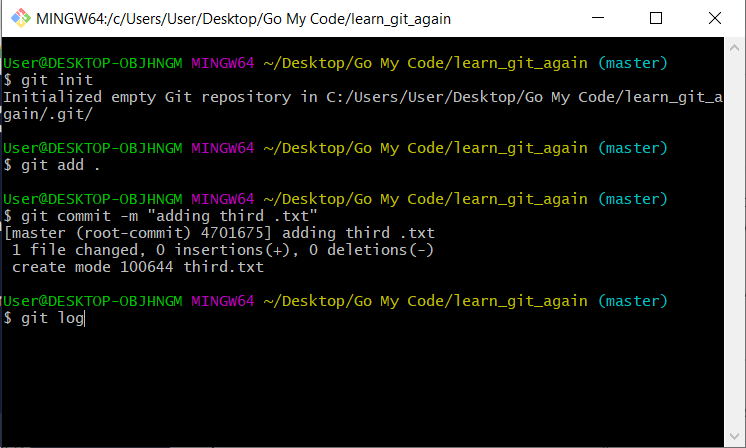 MINGW64:/c/Users/User/Desktop/Go My Code/learn_git_again
User@DESKTOP-OBJHNGM MINGW64 ~/Desktop/Go My Code/learn_git_again (master)
$ git init
Initialized empty Git repository in C:/Users/User/Desktop/Go My Code/learn_git_a
gain/.git/
User@DESKTOP-OBJHNGM MINGW64 ~/Desktop/Go My Code/learn_git_again (master)
$ git add .
User@DESKTOP-OBJHNGM MINGW64 ~/Desktop/Go My Code/learn_git_again (master)
$ git commit -m "adding third .txt"
[master (root-commit) 4701675] adding third .txt
 1 file changed, 0 insertions(+), 0 deletions(-)
 create mode 100644 third.txt
User@DESKTOP-OBJHNGM MINGW64 ~/Desktop/Go My Code/learn_git_again (master)
$ git log